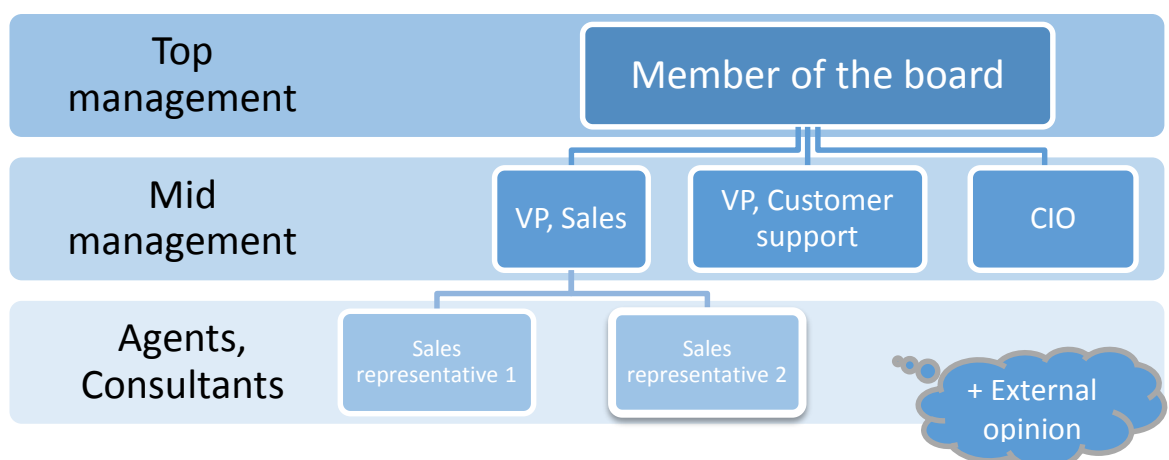 Top
management
Member of the board
Mid
management
VP, Sales
VP, Customer
support
CIO
Agents,
Consultants
Sales
representative 1
Sales
representative 2
+ External
opinion